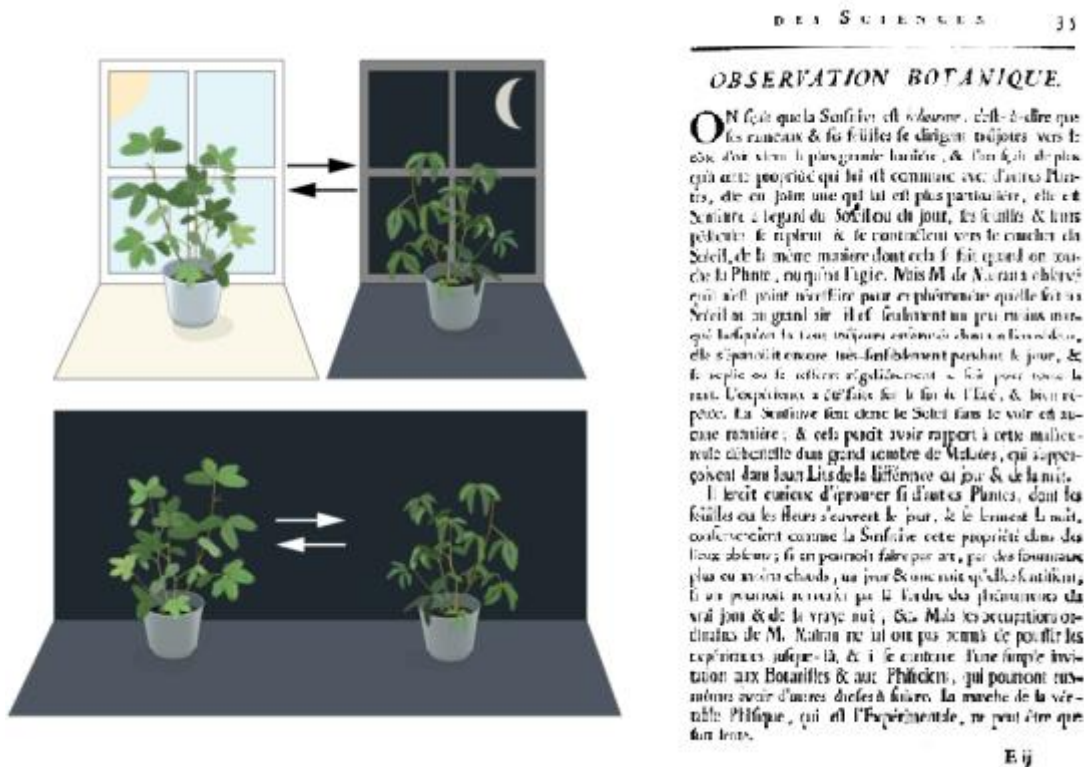 DES SCIENCES 35
OBSERVATION BOTANIQUE.
ON sçait que la Sensitive est heliotrope, c'est-à-dire que
ses rameaux & ses feüilles se dirigent toûjours vers le
côté d'où vient la plus grande lumière, & l'on sçait de plus
qu'à cette propriété qui lui est commune avec d'autres Plan-
tes, elle en joint une qui lui est plus particulière, elle est
Sensitive à l'égard du Soleil ou du jour, ses feüilles & leurs
pédicules se replient & se contractent vers le coucher du
Soleil, de la même manière dont cela se fait quand on tou-
che la Plante, ou qu'on l'agite. Mais M. de Mairan a observé
qu'il n'est point nécessaire pour ce phénomène qu'elle soit au
Soleil ou au grand air, il est seulement un peu moins mar-
qué lorsqu'on la tient toûjours enfermée dans un lieu obscur,
elle s'épanoüit encore très-sensiblement pendant le jour, &
se replie ou se resserre régulièrement le soir pour toute la
nuit. L'expérience a été faite sur la fin de l'Esté, & bien ré-
pétée. La Sensitive sent donc le Soleil sans le voir en au-
cune manière ; & cela paroît avoir rapport à cette malheu-
reuse délicatesse d'un grand nombre de Malades, qui s'apper-
çoivent dans leurs Lits de la différence du jour & de la nuit.
Il seroit curieux d'éprouver si d'autres Plantes, dont les
feüilles ou les fleurs s'ouvrent le jour, & se ferment la nuit,
conserveroient comme la Sensitive cette propriété dans des
lieux obscurs ; si on pourroit faire par art, par des fourneaux
plus ou moins chauds, un jour & une nuit qu'elles sentissent,
si on pourroit renverser par là l'ordre des phénomènes du
vrai jour & de la vraye nuit, &c. Mais les occupations or-
dinaires de M. Mairan ne lui ont pas permis de pousser les
expériences jusque-là, & il se contente d'une simple invi-
tation aux Botanistes & aux Phisiciens, qui pourront eux-
mêmes avoir d'autres choses à suivre. La marche de la véri-
table Phisique, qui est l'Expérimentale, ne peut être que
fort lente.
E ij